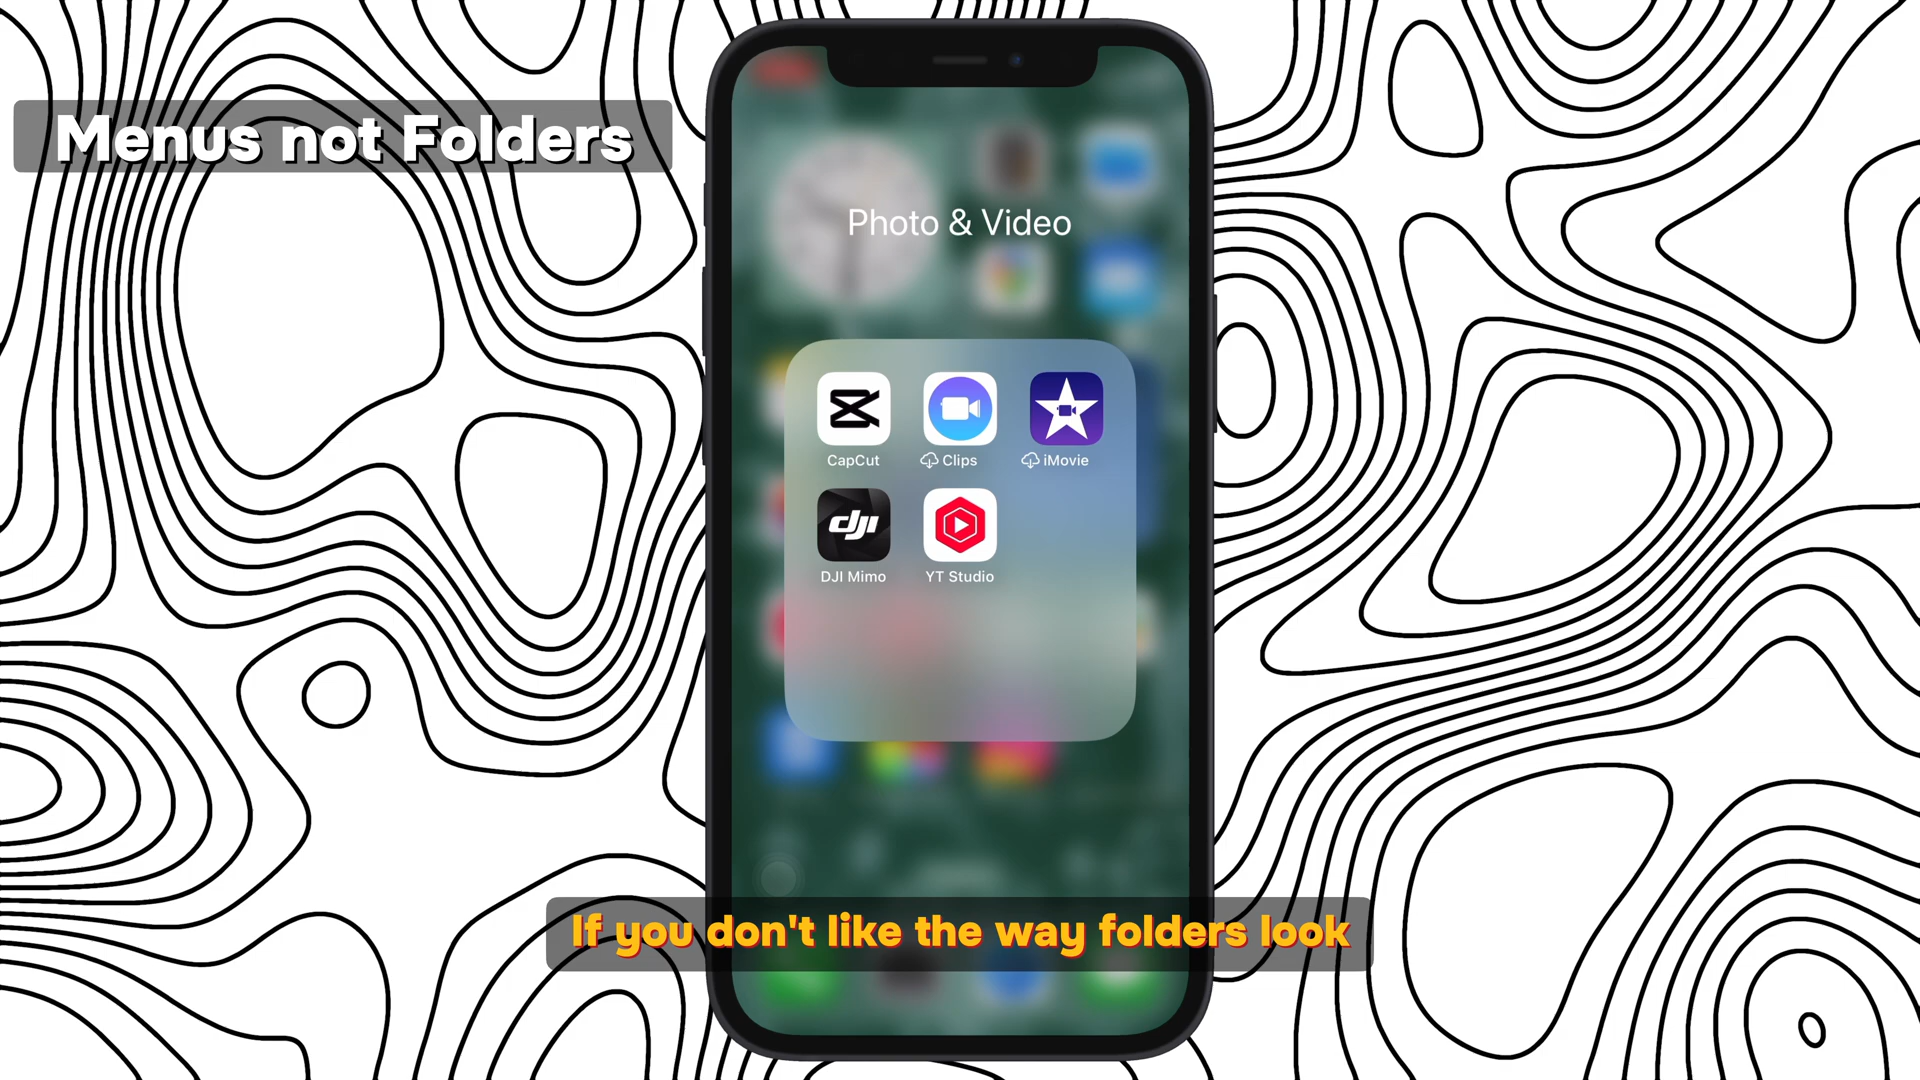 Menus not Folders
Photo & Video
CapCut
Clips
iMovie
dji
DJI Mimo
YT Studio
If you don't like the way folders look